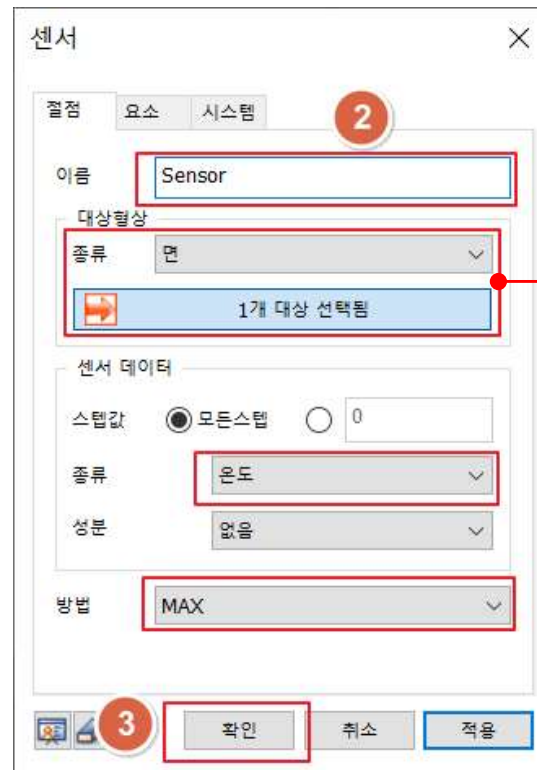 센서
절점 요소 시스템
2
이름 Sensor
대상형상
종류 면
1개 대상 선택됨
센서 데이터
스텝값 모든스텝 0
종류 온도
성분 없음
방법 MAX
3 확인 취소 적용